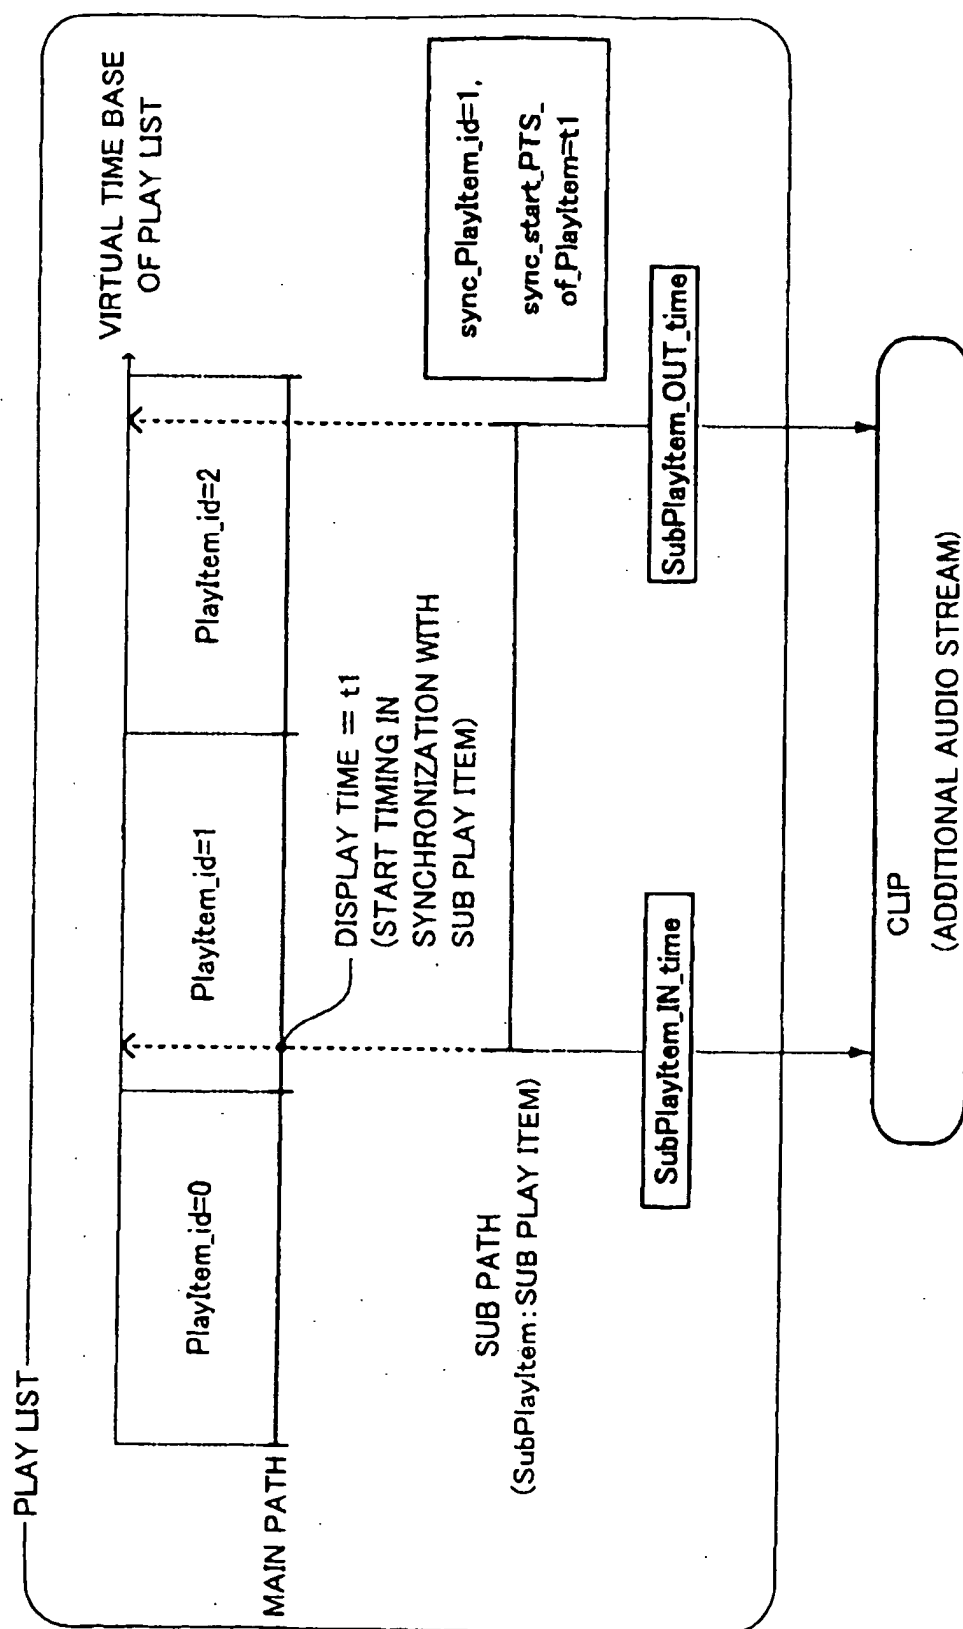 PLAY LIST
VIRTUAL TIME BASE
OF PLAY LIST
PlayItem_id=0
PlayItem_id=1
PlayItem_id=2
MAIN PATH
DISPLAY TIME = t1
(START TIMING IN
SYNCHRONIZATION WITH
SUB PLAY ITEM)
sync_PlayItem_id=1,
sync_start_PTS_
of_PlayItem=t1
SUB PATH
(SubPlayItem:SUB PLAY ITEM)
SubPlayItem_IN_time
SubPlayItem_OUT_time
CLIP
(ADDITIONAL AUDIO STREAM)